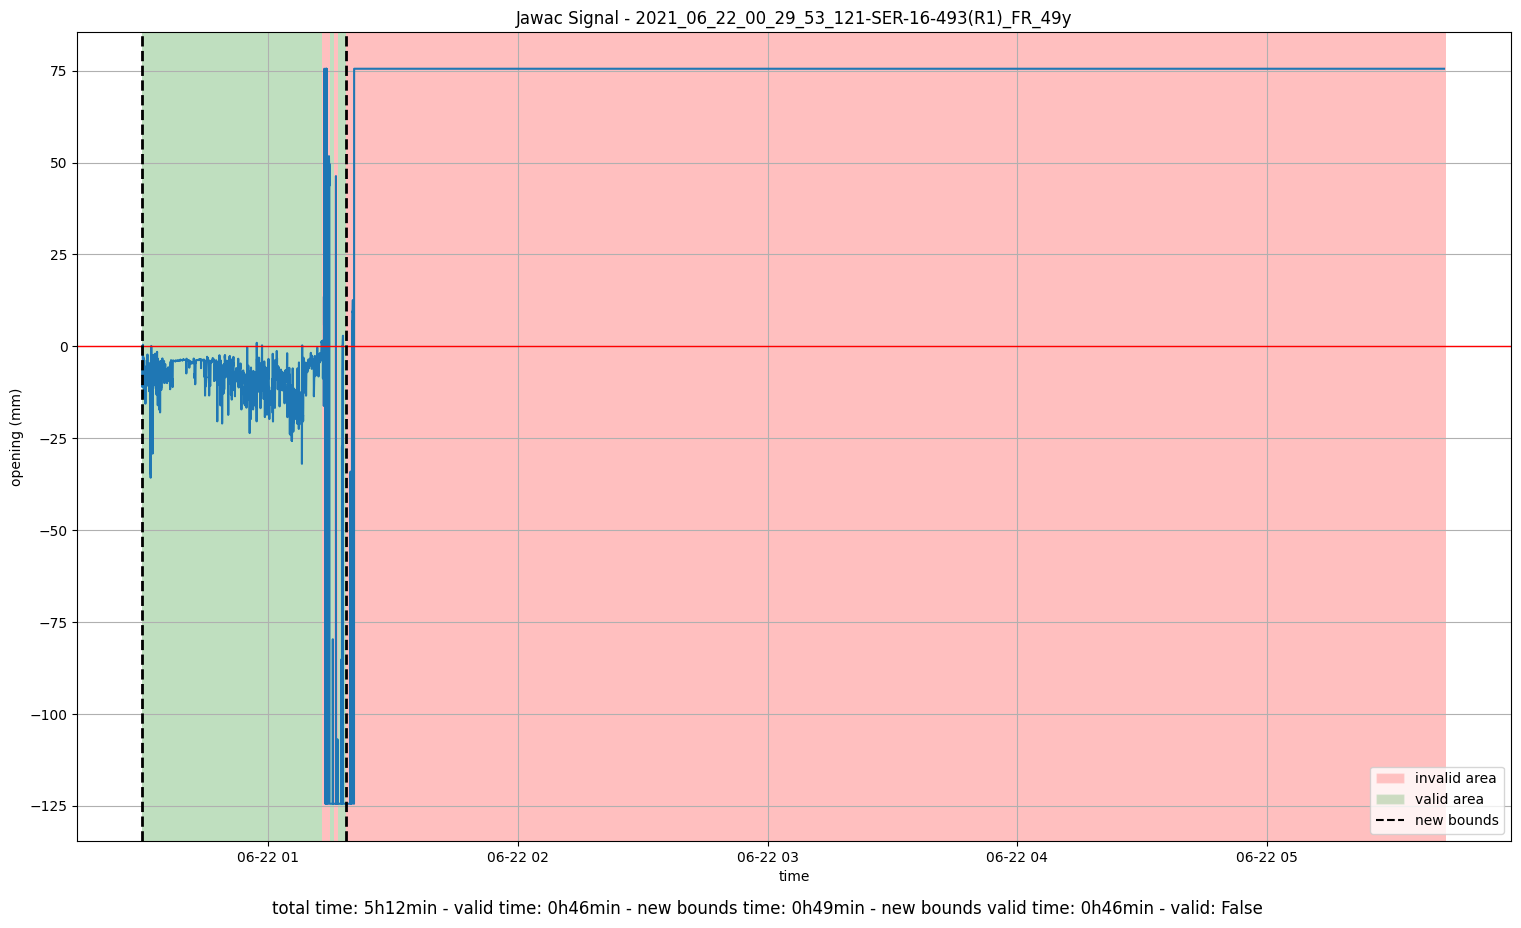 Jawac Signal - 2021_06_22_00_29_53_121-SER-16-493(R1)_FR_49y
75
50
25
0
−25
−50
−75
−100
−125
opening (mm)
06-22 01
06-22 02
06-22 03
06-22 04
06-22 05
time
invalid area
valid area
new bounds
total time: 5h12min - valid time: 0h46min - new bounds time: 0h49min - new bounds valid time: 0h46min - valid: False